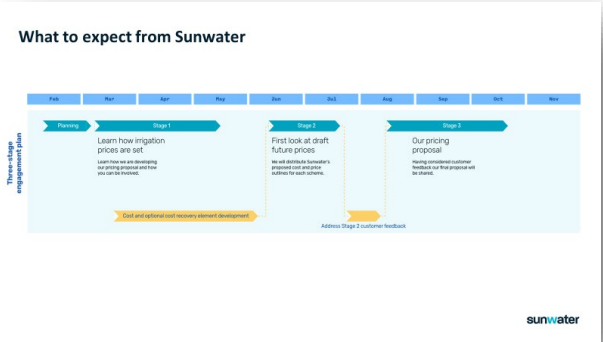 What to expect from Sunwater
Feb Mar Apr May Jun Jul Aug Sep Oct Nov
Three-stage
engagement plan
Planning Stage 1 Stage 2 Stage 3
Learn how irrigation
prices are set
Learn how we are developing
our pricing proposal and how
you can be involved.
First look at draft
future prices
We will distribute Sunwater's
proposed cost and price
outlines for each scheme.
Our pricing
proposal
Having considered customer
feedback our final proposal will
be shared.
Cost and optional cost recovery element development
Address Stage 2 customer feedback
sunwater